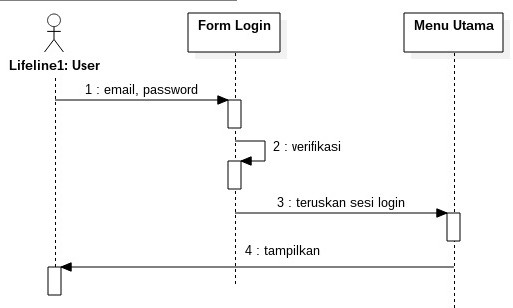 Form Login
Menu Utama
Lifeline1: User
1 : email, password
2 : verifikasi
3 : teruskan sesi login
4 : tampilkan